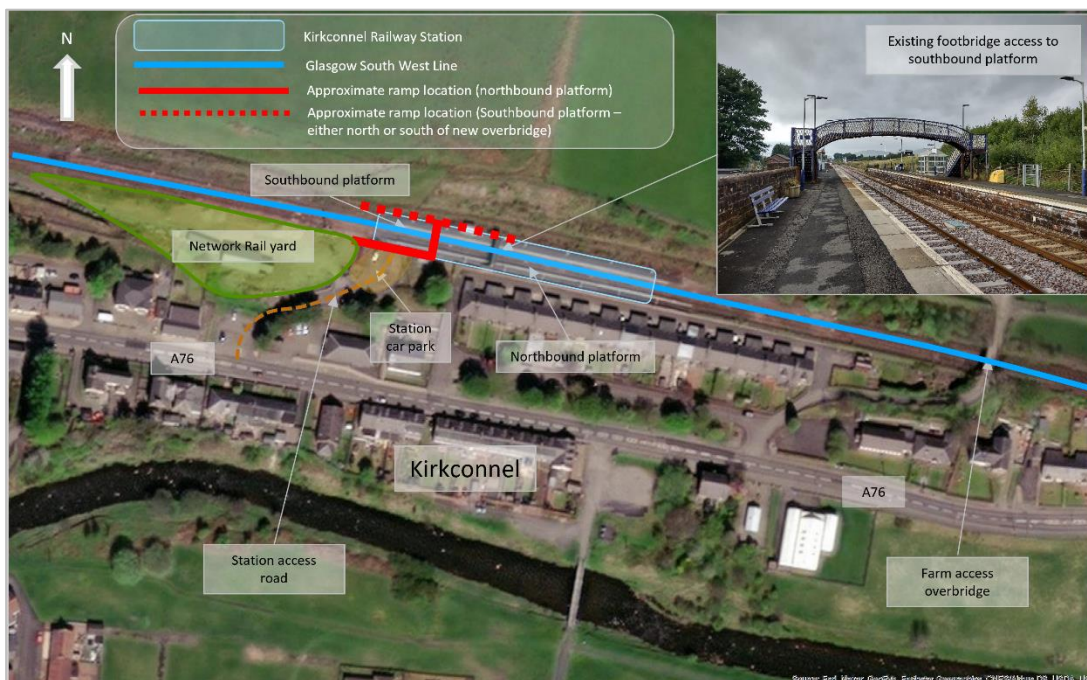 N
Kirkconnel Railway Station
Glasgow South West Line
Approximate ramp location (northbound platform)
Approximate ramp location (Southbound platform –
either north or south of new overbridge)
Existing footbridge access to
southbound platform
Southbound platform
Network Rail yard
Station
car park
A76
Northbound platform
Kirkconnel
A76
Station access
road
Farm access
overbridge